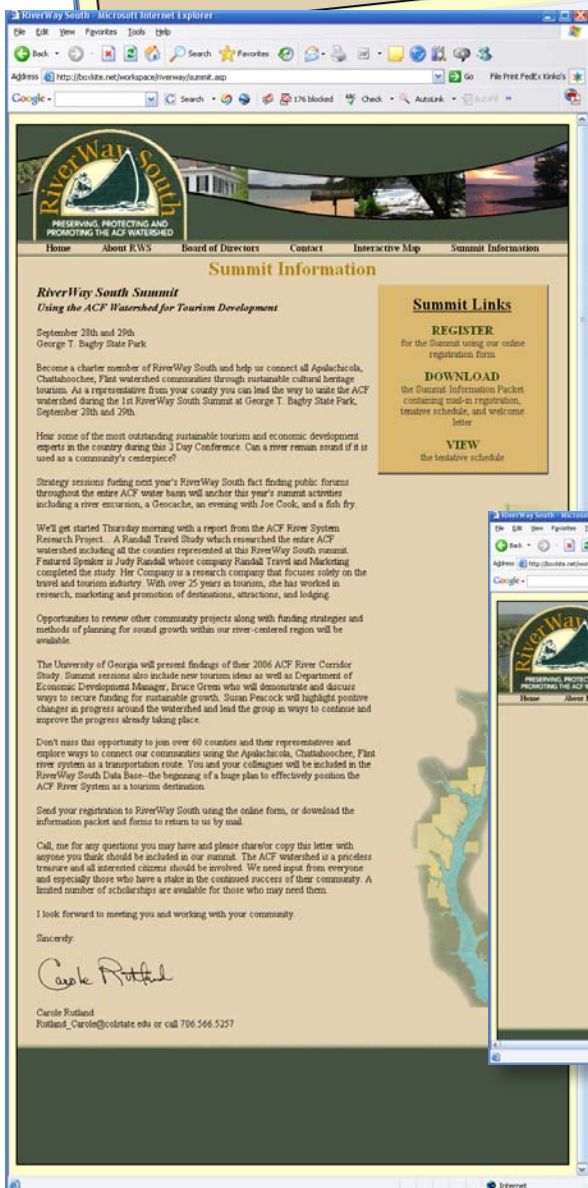 RiverWay South - Microsoft Internet Explorer
File Edit View Favorites Tools Help
Back Search Favorites
Address http://boxkite.net/workspace/riverway/summit.asp Go File Print FedEx Kinko's
Google Search 176 blocked Check AutoLink AutoFill
RiverWay South
PRESERVING, PROTECTING AND
PROMOTING THE ACF WATERSHED
Home About RWS Board of Directors Contact Interactive Map Summit Information
Summit Information
RiverWay South Summit
Using the ACF Watershed for Tourism Development
September 28th and 29th
George T. Bagby State Park
Become a charter member of RiverWay South and help us connect all Apalachicola,
Chattahoochee, Flint watershed communities through sustainable cultural heritage
tourism. As a representative from your county you can lead the way to unite the ACF
watershed during the 1st RiverWay South Summit at George T. Bagby State Park,
September 28th and 29th.
Hear some of the most outstanding sustainable tourism and economic development
experts in the country during this 2 Day Conference. Can a river remain sound if it is
used as a community's centerpiece?
Strategy sessions fueling next year's RiverWay South fact finding public forums
throughout the entire ACF water basin will anchor this year's summit activities
including a river excursion, a Geocache, an evening with Joe Cook, and a fish fry.
We'll get started Thursday morning with a report from the ACF River System
Research Project... A Randall Travel Study which researched the entire ACF
watershed including all the counties represented at this RiverWay South summit.
Featured Speaker is Judy Randall whose company Randall Travel and Marketing
completed the study. Her Company is a research company that focuses solely on the
travel and tourism industry. With over 25 years in tourism, she has worked in
research, marketing and promotion of destinations, attractions, and lodging.
Opportunities to review other community projects along with funding strategies and
methods of planning for sound growth within our river-centered region will be
available.
The University of Georgia will present findings of their 2006 ACF River Corridor
Study. Summit sessions also include new tourism ideas as well as Department of
Economic Development Manager, Bruce Green who will demonstrate and discuss
ways to secure funding for sustainable growth. Susan Peacock will highlight positive
changes in progress around the watershed and lead the group in ways to continue and
improve the progress already taking place.
Don't miss this opportunity to join over 60 counties and their representatives and
explore ways to connect our communities using the Apalachicola, Chattahoochee, Flint
river system as a transportation route. You and your colleagues will be included in the
RiverWay South Data Base--the beginning of a huge plan to effectively position the
ACF River System as a tourism destination.
Send your registration to RiverWay South using the online form, or download the
information packet and forms to return to us by mail.
Call, me for any questions you may have and please share/or copy this letter with
anyone you think should be included in our summit. The ACF watershed is a priceless
treasure and all interested citizens should be involved. We need input from everyone
and especially those who have a stake in the continued success of their community. A
limited number of scholarships are available for those who may need them.
I look forward to meeting you and working with your community.
Sincerely:
Carole Rutland
Carole Rutland
Rutland_Carole@colstate.edu or call 706.566.5257
Summit Links
REGISTER
for the Summit using our online
registration form
DOWNLOAD
the Summit Information Packet
containing mail-in registration,
tenative schedule, and welcome
letter
VIEW
the tentative schedule
Internet
RiverWay South - Microsoft
File Edit View Favorites
Back
Address http://boxkite.net/
Google
RiverWay
PRESERVING, PROTECT
PROMOTING THE ACF W
Home About